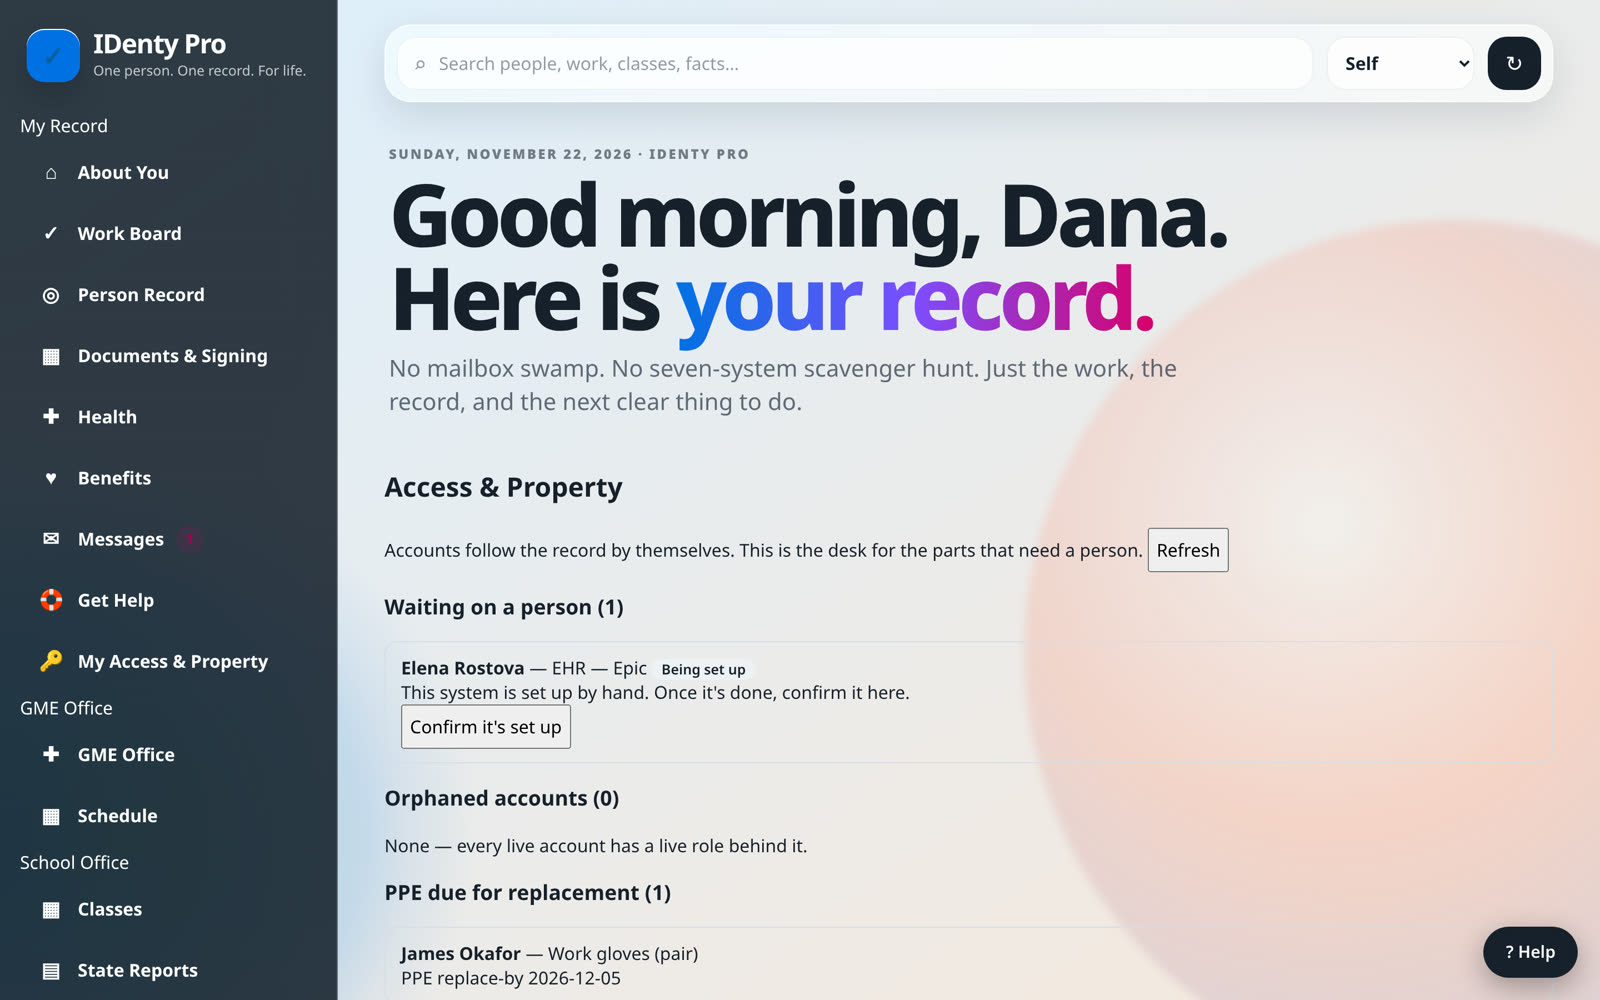 IDenty Pro
One person. One record. For life.
My Record
About You
Work Board
Person Record
Documents & Signing
Health
Benefits
Messages
Get Help
My Access & Property
GME Office
GME Office
Schedule
School Office
Classes
State Reports
Search people, work, classes, facts...
Self
SUNDAY, NOVEMBER 22, 2026 · IDENTY PRO
Good morning, Dana.
Here is your record.
No mailbox swamp. No seven-system scavenger hunt. Just the work, the
record, and the next clear thing to do.
Access & Property
Accounts follow the record by themselves. This is the desk for the parts that need a person. Refresh
Waiting on a person (1)
Elena Rostova — EHR — Epic Being set up
This system is set up by hand. Once it's done, confirm it here.
Confirm it's set up
Orphaned accounts (0)
None — every live account has a live role behind it.
PPE due for replacement (1)
James Okafor — Work gloves (pair)
PPE replace-by 2026-12-05
? Help